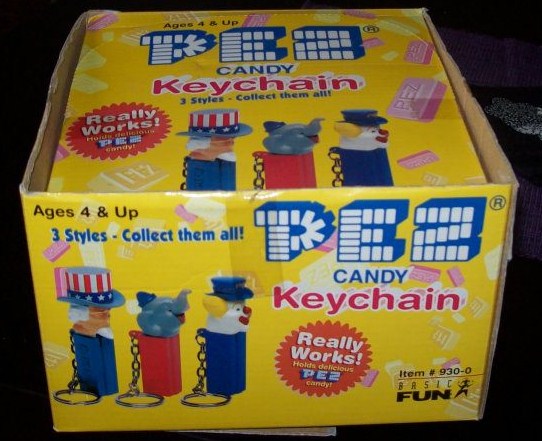 Ages 4 & Up
PEZ®
CANDY
Keychain
3 Styles - Collect them all!
Really
Works!
Holds delicious
PEZ
candy!
PEZ
Ages 4 & Up
3 Styles - Collect them all!
PEZ®
CANDY
Keychain
Really
Works!
Holds delicious
PEZ
candy!
Item # 930-0
BASIC
FUN